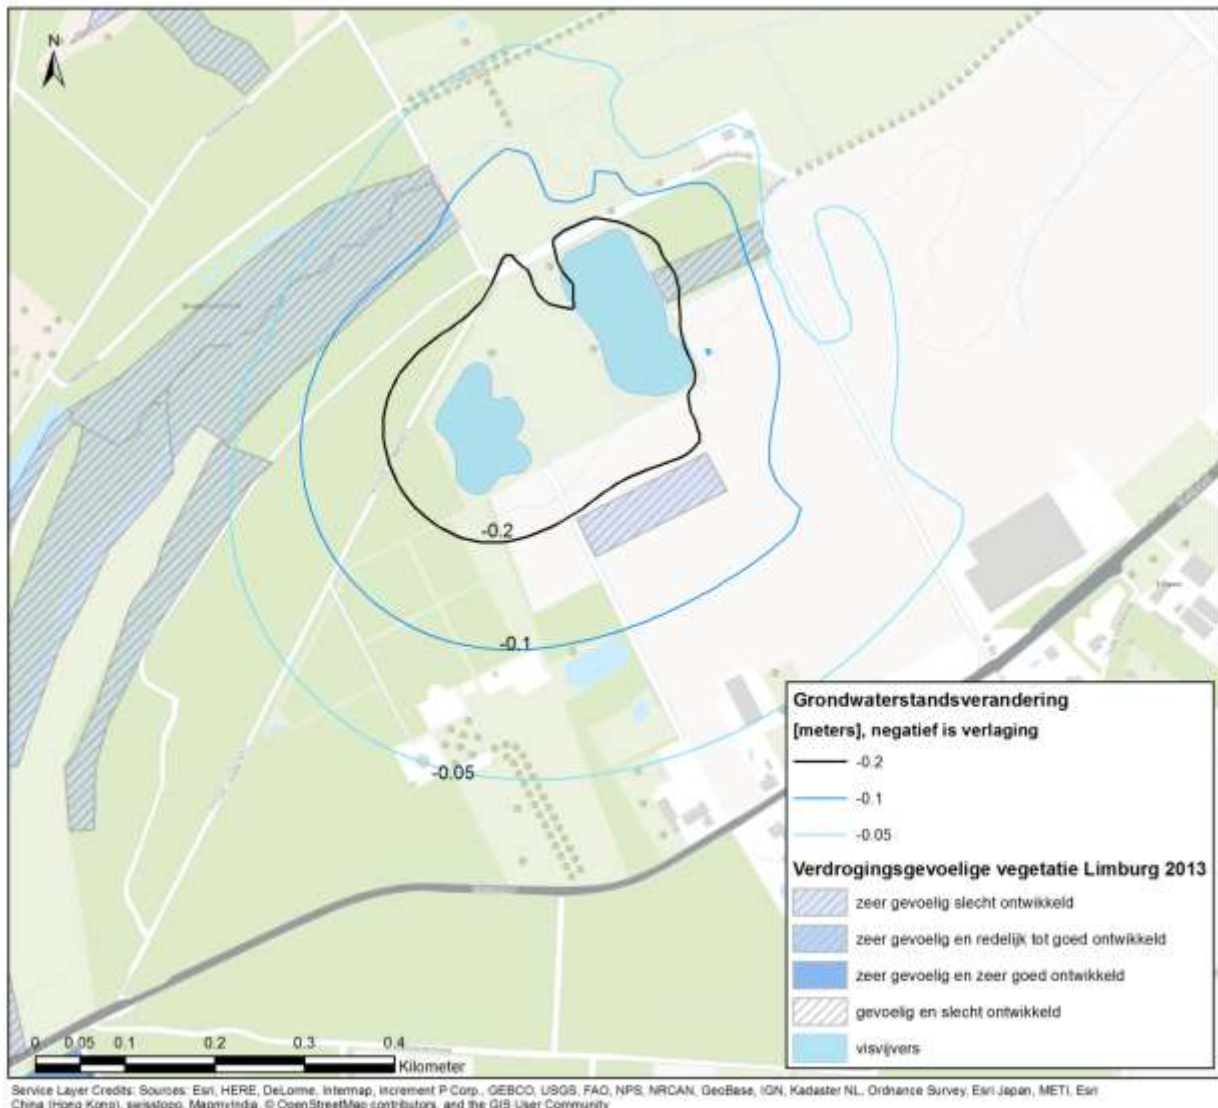 N
-0.2
-0.1
-0.05
Grondwaterstandsverandering
[meters], negatief is verlaging
-0.2
-0.1
-0.05
Verdrogingsgevoelige vegetatie Limburg 2013
zeer gevoelig slecht ontwikkeld
zeer gevoelig en redelijk tot goed ontwikkeld
zeer gevoelig en zeer goed ontwikkeld
gevoelig en slecht ontwikkeld
visvijvers
0 0.05 0.1 0.2 0.3 0.4
Kilometer
Service Layer Credits: Sources: Esri, HERE, DeLorme, Intermap, increment P Corp., GEBCO, USGS, FAO, NPS, NRCAN, GeoBase, IGN, Kadaster NL, Ordnance Survey, Esri Japan, METI, Esri
China (Hong Kong), swisstopo, MapmyIndia, © OpenStreetMap contributors, and the GIS User Community